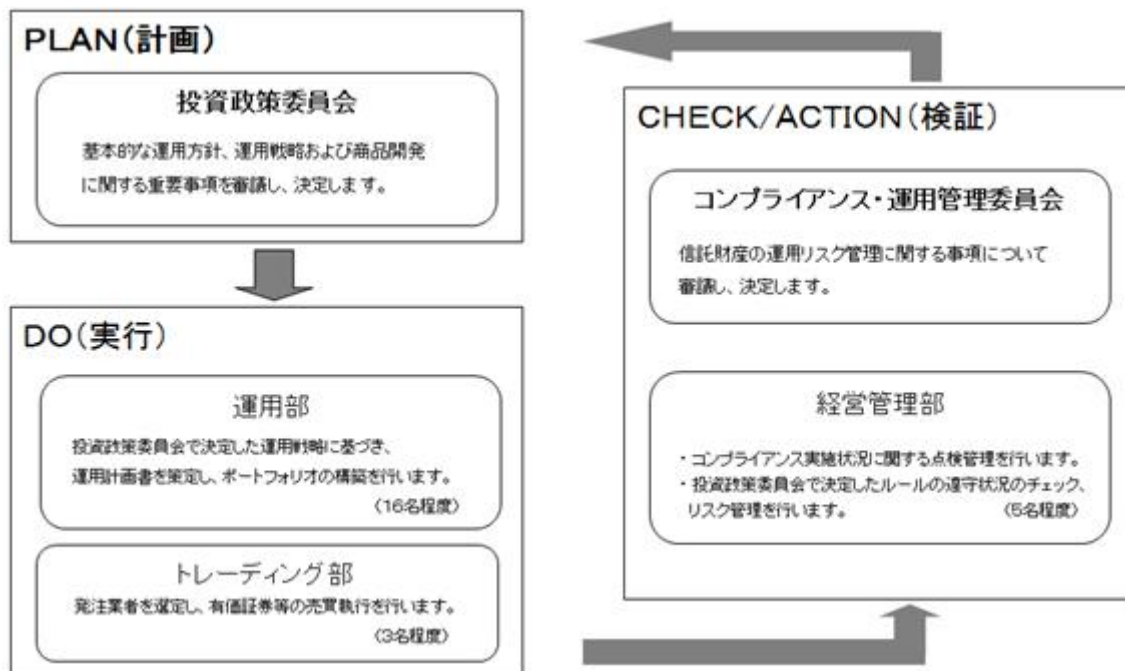 PLAN(計画)
投資政策委員会
基本的な運用方針、運用戦略および商品開発
に関する重要事項を審議し、決定します。
DO(実行)
運用部
投資政策委員会で決定した運用戦略に基づき、
運用計画書を策定し、ポートフォリオの構築を行います。
(16名程度)
トレーディング部
発注業者を選定し、有価証券等の売買執行を行います。
(3名程度)
CHECK/ACTION(検証)
コンプライアンス・運用管理委員会
信託財産の運用リスク管理に関する事項について
審議し、決定します。
経営管理部
・コンプライアンス実施状況に関する点検管理を行います。
・投資政策委員会で決定したルールの遵守状況のチェック、
リスク管理を行います。 (5名程度)